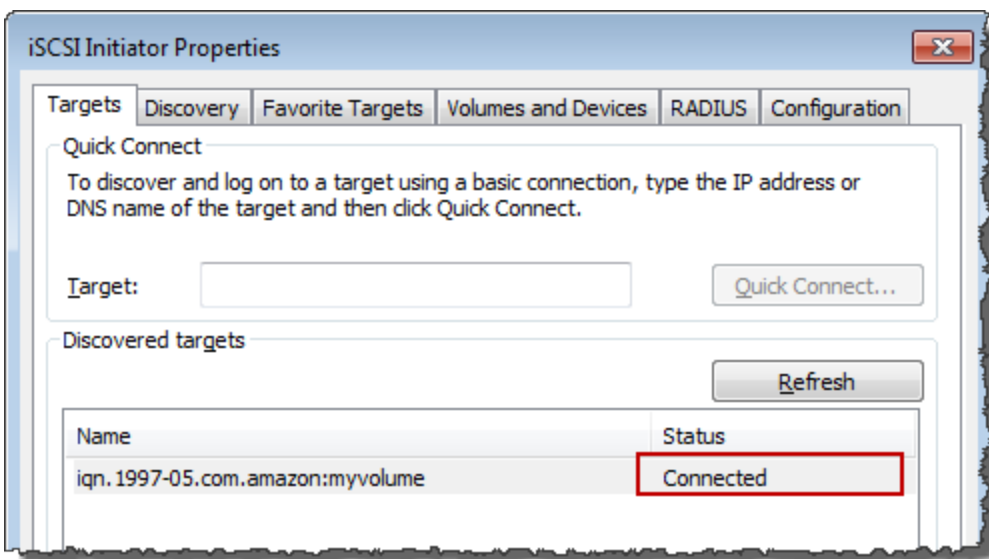 iSCSI Initiator Properties
Targets Discovery Favorite Targets Volumes and Devices RADIUS Configuration
Quick Connect
To discover and log on to a target using a basic connection, type the IP address or
DNS name of the target and then click Quick Connect.
Target: Quick Connect...
Discovered targets
Refresh
Name Status
iqn.1997-05.com.amazon:myvolume Connected